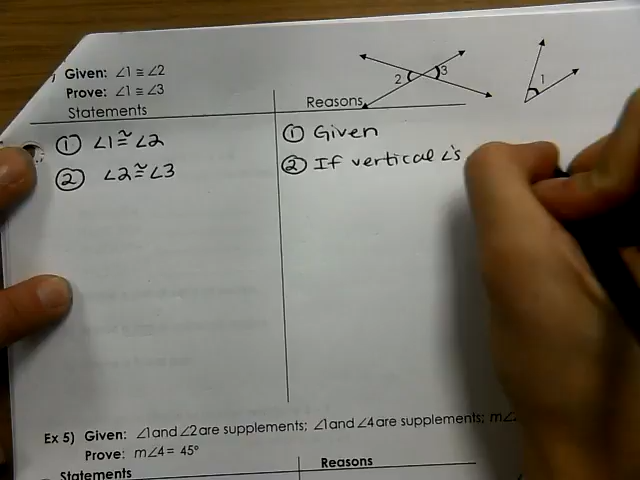 Given: ∠1 ≅ ∠2
Prove: ∠1 ≅ ∠3
Statements Reasons
2 3 1
① ∠1 ≅ ∠2 ① Given
② ∠2 ≅ ∠3 ② If vertical ∠'s
Ex 5) Given: ∠1 and ∠2 are supplements; ∠1 and ∠4 are supplements; m∠
Prove: m∠4 = 45°
Statements Reasons